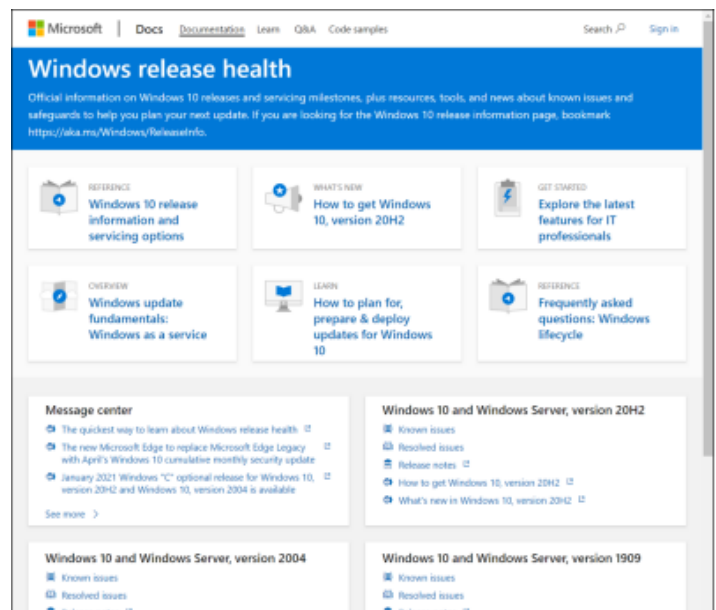 Microsoft | Docs Documentation Learn Q&A Code samples Search Sign in
Windows release health
Official information on Windows 10 releases and servicing milestones, plus resources, tools, and news about known issues and
safeguards to help you plan your next update. If you are looking for the Windows 10 release information page, bookmark
https://aka.ms/Windows/ReleaseInfo.
REFERENCE
Windows 10 release
information and
servicing options
WHAT'S NEW
How to get Windows
10, version 20H2
GET STARTED
Explore the latest
features for IT
professionals
OVERVIEW
Windows update
fundamentals:
Windows as a service
LEARN
How to plan for,
prepare & deploy
updates for Windows
10
REFERENCE
Frequently asked
questions: Windows
lifecycle
Message center
The quickest way to learn about Windows release health
The new Microsoft Edge to replace Microsoft Edge Legacy
with April's Windows 10 cumulative monthly security update
January 2021 Windows "C" optional release for Windows 10,
version 20H2 and Windows 10, version 2004 is available
See more
Windows 10 and Windows Server, version 20H2
Known issues
Resolved issues
Release notes
How to get Windows 10, version 20H2
What's new in Windows 10, version 20H2
Windows 10 and Windows Server, version 2004
Known issues
Resolved issues
Windows 10 and Windows Server, version 1909
Known issues
Resolved issues